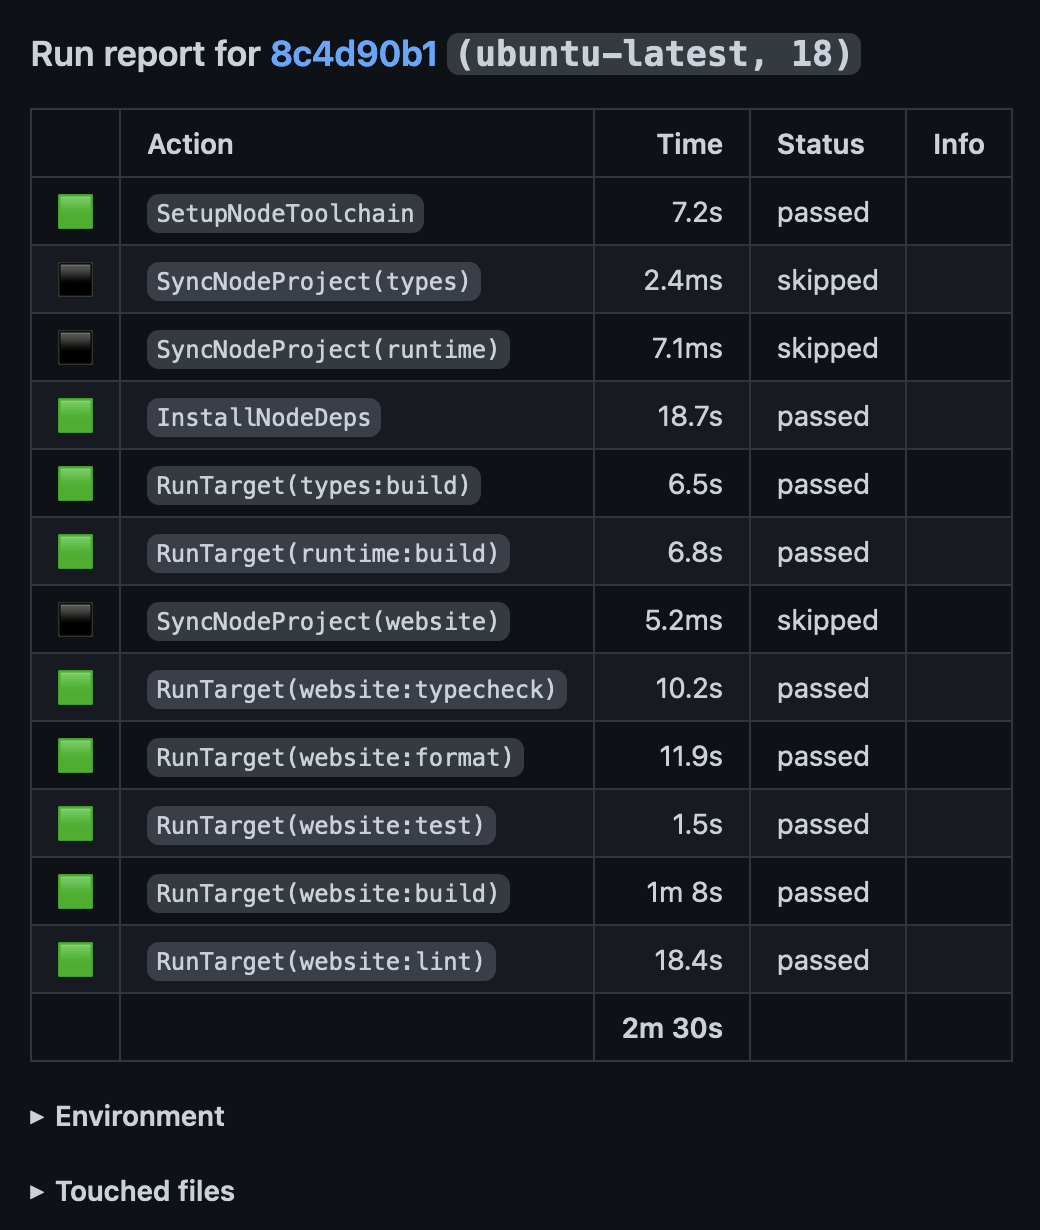 Run report for 8c4d90b1 (ubuntu-latest, 18)
Action Time Status Info
SetupNodeToolchain 7.2s passed
SyncNodeProject(types) 2.4ms skipped
SyncNodeProject(runtime) 7.1ms skipped
InstallNodeDeps 18.7s passed
RunTarget(types:build) 6.5s passed
RunTarget(runtime:build) 6.8s passed
SyncNodeProject(website) 5.2ms skipped
RunTarget(website:typecheck) 10.2s passed
RunTarget(website:format) 11.9s passed
RunTarget(website:test) 1.5s passed
RunTarget(website:build) 1m 8s passed
RunTarget(website:lint) 18.4s passed
2m 30s
Environment
Touched files